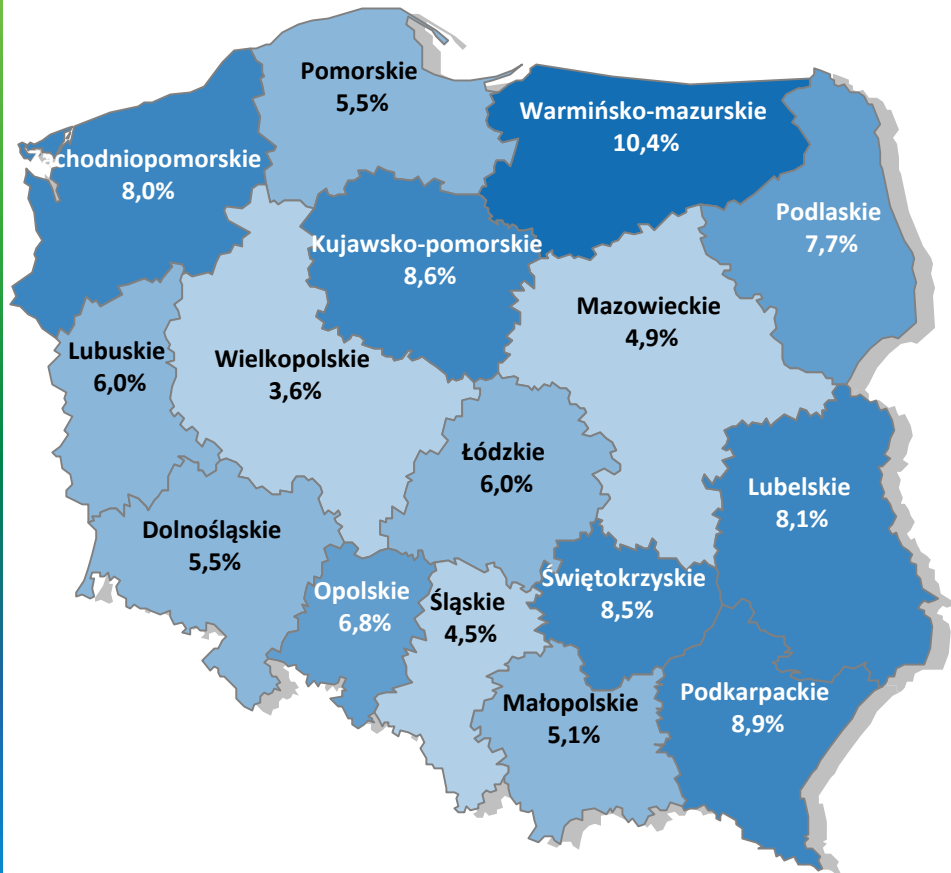 Pomorskie
5,5%
Warmińsko-mazurskie
10,4%
Zachodniopomorskie
8,0%
Podlaskie
7,7%
Kujawsko-pomorskie
8,6%
Mazowieckie
4,9%
Lubuskie
6,0%
Wielkopolskie
3,6%
Łódzkie
6,0%
Lubelskie
8,1%
Dolnośląskie
5,5%
Opolskie
6,8%
Śląskie
4,5%
Świętokrzyskie
8,5%
Małopolskie
5,1%
Podkarpackie
8,9%